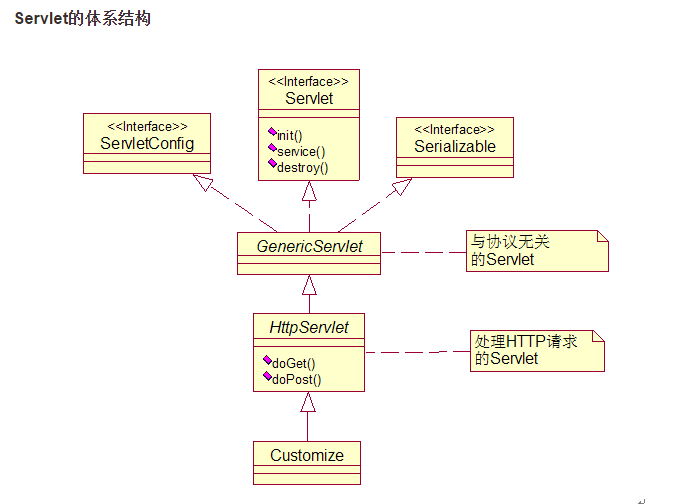 Servlet的体系结构
<<Interface>>
Servlet
init()
service()
destroy()
<<Interface>>
ServletConfig
<<Interface>>
Serializable
GenericServlet
与协议无关
的Servlet
HttpServlet
doGet()
doPost()
处理HTTP请求
的Servlet
Customize